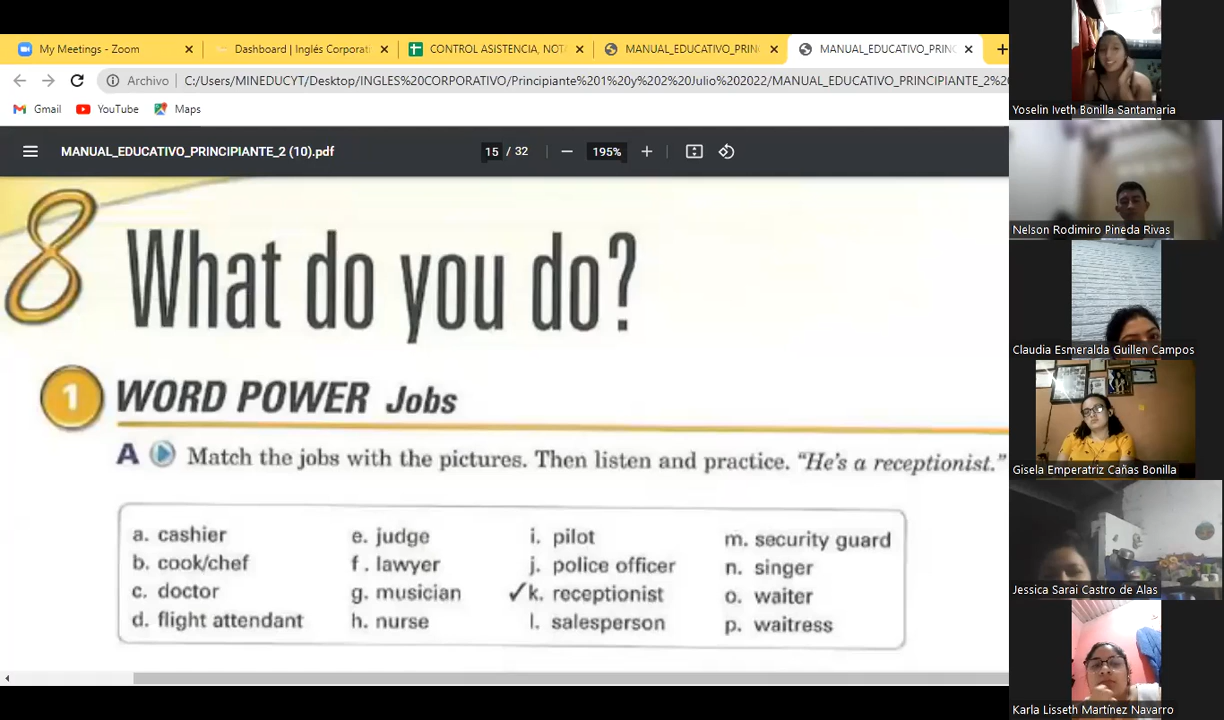 My Meetings - Zoom
Dashboard | Inglés Corporati
CONTROL ASISTENCIA, NOT
MANUAL_EDUCATIVO_PRIN
MANUAL_EDUCATIVO_PRINC
Archivo | C:/Users/MINEDUCYT/Desktop/INGLES%20CORPORATIVO/Principiante%201%20y%202%20Julio%202022/MANUAL_EDUCATIVO_PRINCIPIANTE_2%
Gmail YouTube Maps
MANUAL_EDUCATIVO_PRINCIPIANTE_2 (10).pdf
15 / 32
195%
8 What do you do?
1 WORD POWER Jobs
A Match the jobs with the pictures. Then listen and practice. "He's a receptionist."
a. cashier
b. cook/chef
c. doctor
d. flight attendant
e. judge
f. lawyer
g. musician
h. nurse
i. pilot
j. police officer
✓k. receptionist
l. salesperson
m. security guard
n. singer
o. waiter
p. waitress
Yoselin Iveth Bonilla Santamaria
Nelson Rodimiro Pineda Rivas
Claudia Esmeralda Guillen Campos
Gisela Emperatriz Cañas Bonilla
Jessica Sarai Castro de Alas
Karla Lisseth Martínez Navarro